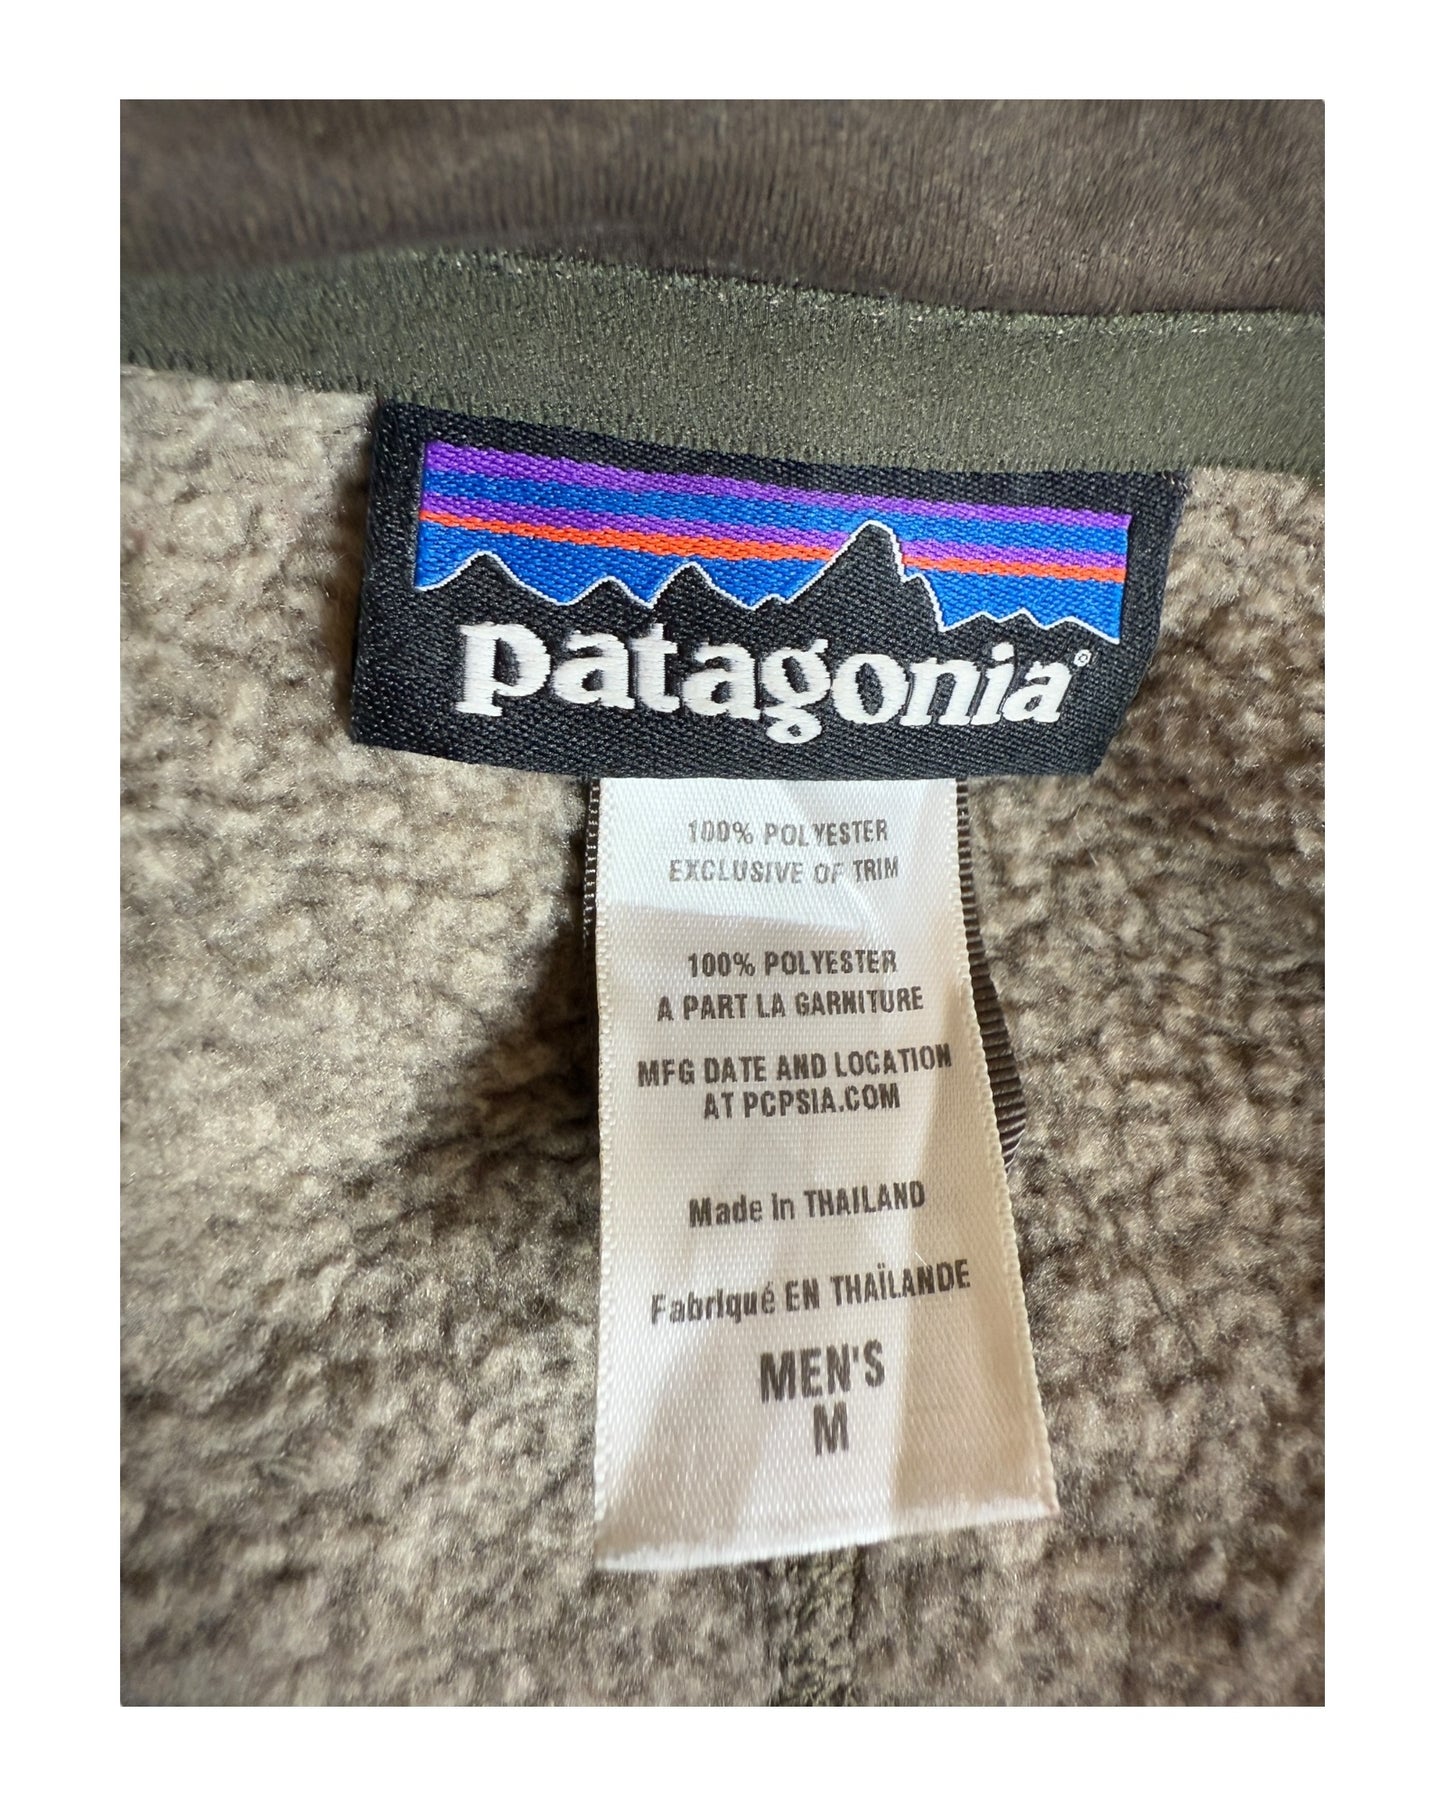 patagonia®
100% POLYESTER
EXCLUSIVE OF TRIM
100% POLYESTER
A PART LA GARNITURE
MFG DATE AND LOCATION
AT PCPSIA.COM
Made in THAILAND
Fabriqué EN THAÏLANDE
MEN'S
M